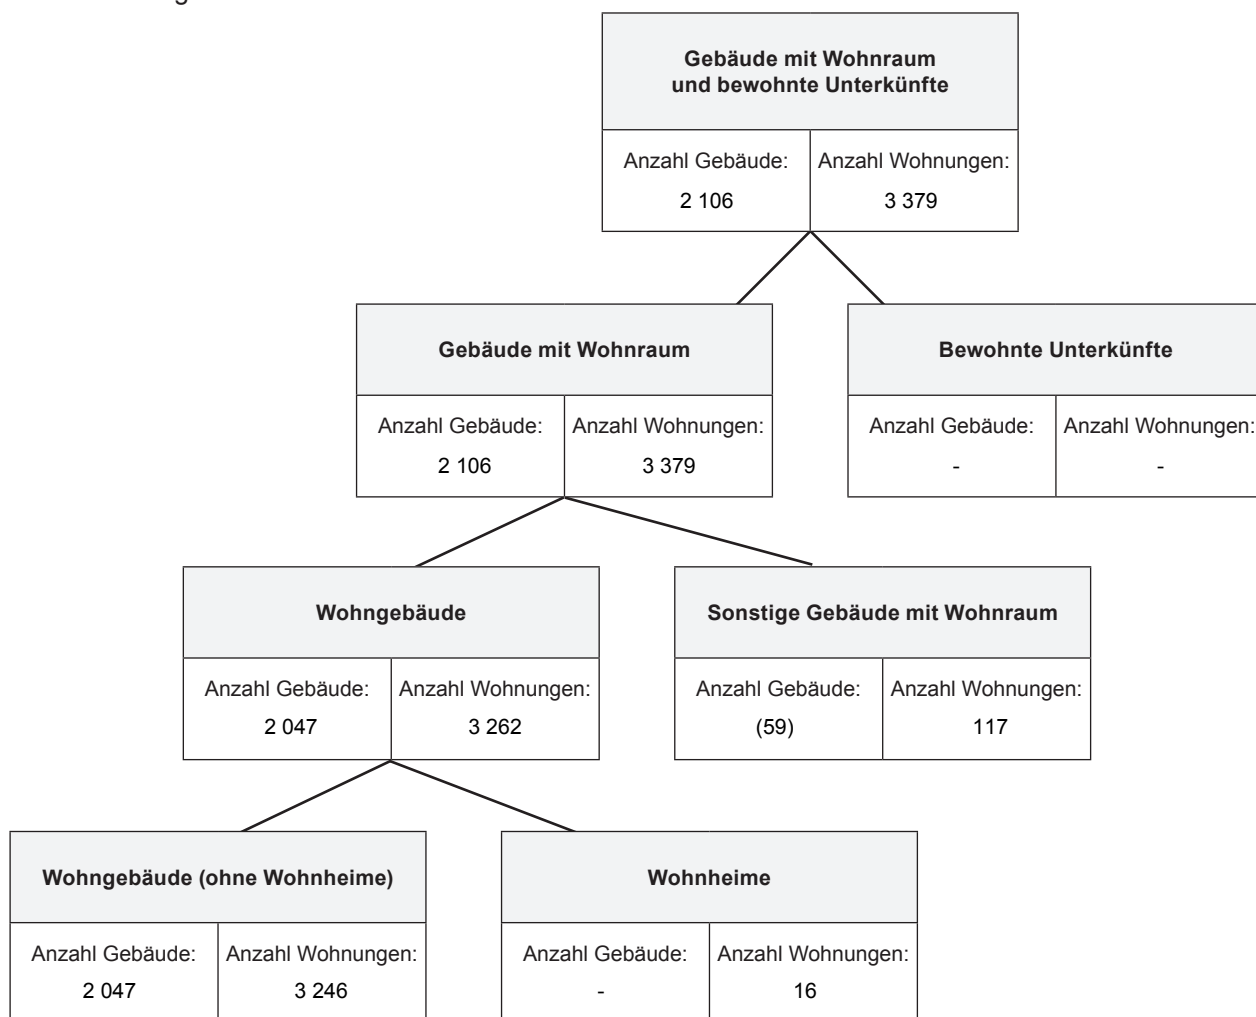 Gebäude mit Wohnraum
und bewohnte Unterkünfte
Anzahl Gebäude: Anzahl Wohnungen:
2 106 3 379
Gebäude mit Wohnraum Bewohnte Unterkünfte
Anzahl Gebäude: Anzahl Wohnungen: Anzahl Gebäude: Anzahl Wohnungen:
2 106 3 379 - -
Wohngebäude Sonstige Gebäude mit Wohnraum
Anzahl Gebäude: Anzahl Wohnungen: Anzahl Gebäude: Anzahl Wohnungen:
2 047 3 262 (59) 117
Wohngebäude (ohne Wohnheime) Wohnheime
Anzahl Gebäude: Anzahl Wohnungen: Anzahl Gebäude: Anzahl Wohnungen:
2 047 3 246 - 16